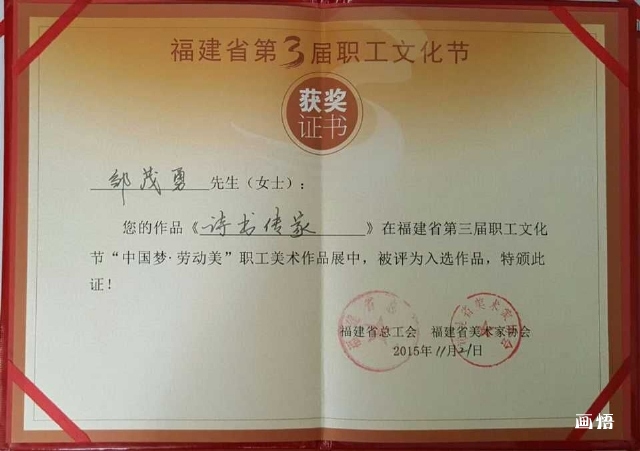 福建省第3届职工文化节
获奖
证书
邹茂勇 先生（女士）：
您的作品《诗书传家》在福建省第三届职工文化
节“中国梦·劳动美”职工美术作品展中，被评为入选作品，特颁此
证！
福建省总工会 福建省美术家协会
2015年11月21日
画悟